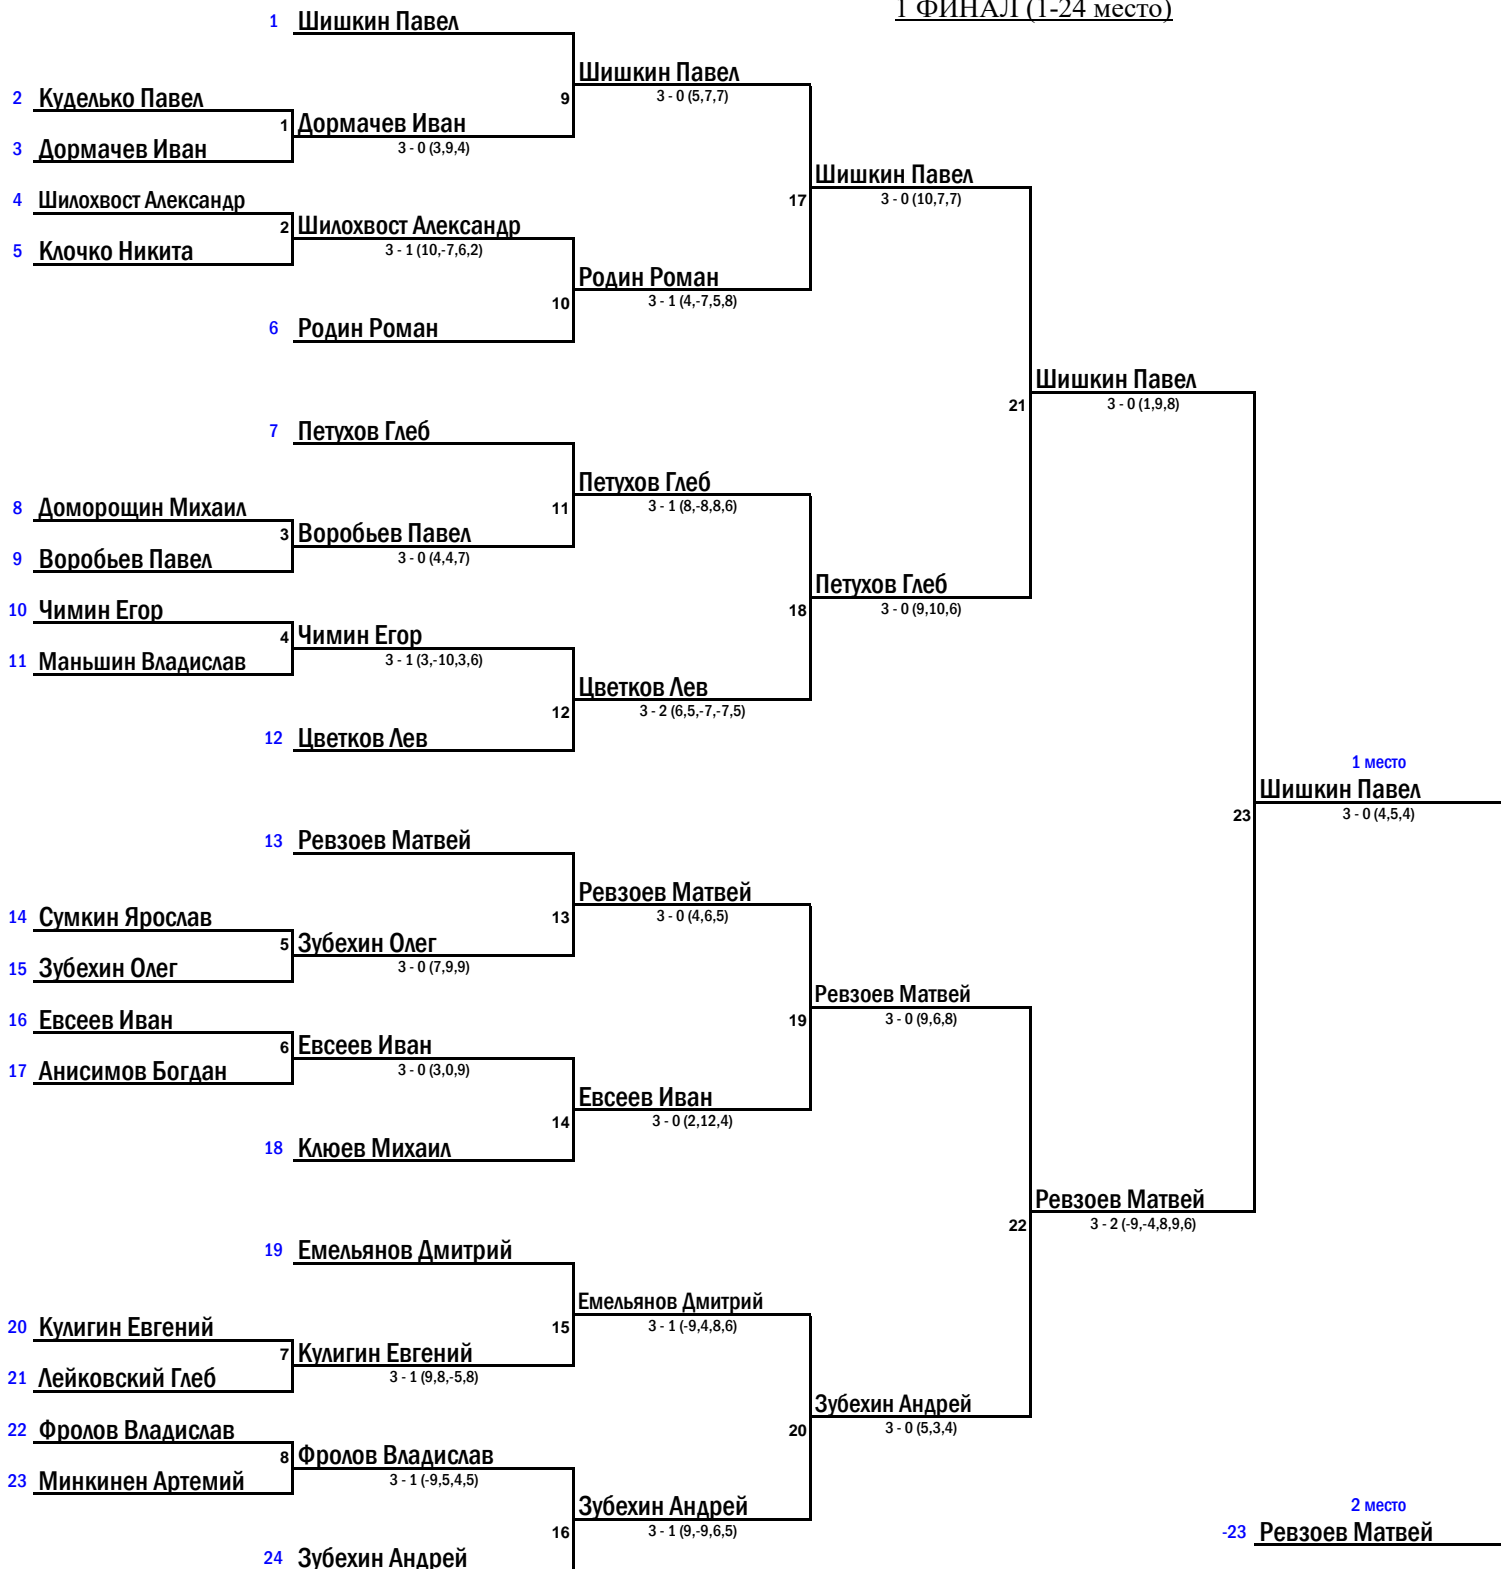 1 ФИНАЛ (1-24 место)
1 Шишкин Павел
Шишкин Павел
2 Куделько Павел
9
3 - 0 (5,7,7)
1 Дормачев Иван
3 Дормачев Иван
3 - 0 (3,9,4)
Шишкин Павел
4 Шилохвост Александр
17
3 - 0 (10,7,7)
2 Шилохвост Александр
5 Клочко Никита
3 - 1 (10,-7,6,2)
Родин Роман
10
3 - 1 (4,-7,5,8)
6 Родин Роман
Шишкин Павел
21
3 - 0 (1,9,8)
7 Петухов Глеб
Петухов Глеб
8 Доморощин Михаил
11
3 - 1 (8,-8,8,6)
3 Воробьев Павел
9 Воробьев Павел
3 - 0 (4,4,7)
Петухов Глеб
10 Чимин Егор
18
3 - 0 (9,10,6)
4 Чимин Егор
11 Маньшин Владислав
3 - 1 (3,-10,3,6)
Цветков Лев
12
3 - 2 (6,5,-7,-7,5)
12 Цветков Лев
1 место
Шишкин Павел
23
3 - 0 (4,5,4)
13 Ревзоев Матвей
Ревзоев Матвей
14 Сумкин Ярослав
13
3 - 0 (4,6,5)
5 Зубехин Олег
15 Зубехин Олег
3 - 0 (7,9,9)
Ревзоев Матвей
16 Евсеев Иван
19
3 - 0 (9,6,8)
6 Евсеев Иван
17 Анисимов Богдан
3 - 0 (3,0,9)
Евсеев Иван
14
3 - 0 (2,12,4)
18 Клюев Михаил
Ревзоев Матвей
22
3 - 2 (-9,-4,8,9,6)
19 Емельянов Дмитрий
Емельянов Дмитрий
20 Кулигин Евгений
15
3 - 1 (-9,4,8,6)
7 Кулигин Евгений
21 Лейковский Глеб
3 - 1 (9,8,-5,8)
Зубехин Андрей
22 Фролов Владислав
20
3 - 0 (5,3,4)
8 Фролов Владислав
23 Минкинен Артемий
3 - 1 (-9,5,4,5)
Зубехин Андрей
2 место
16
3 - 1 (9,-9,6,5)
-23 Ревзоев Матвей
24 Зубехин Андрей